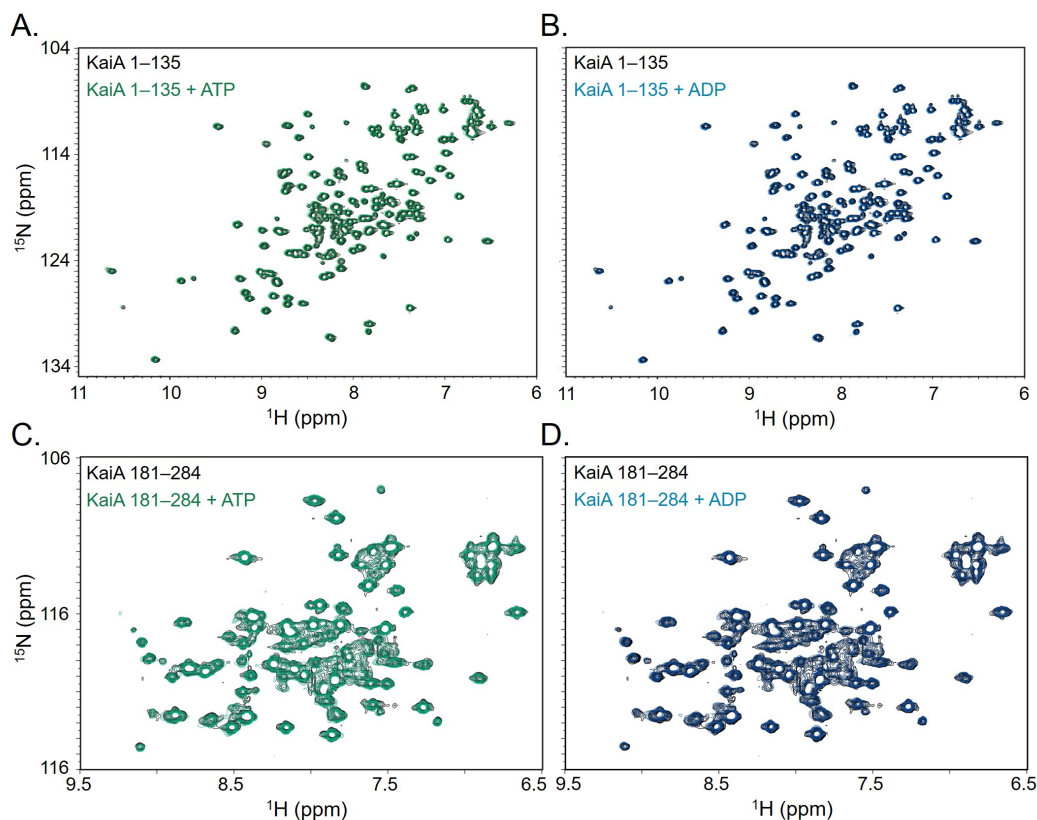 A.
B.
104
114
124
134
¹⁵N (ppm)
KaiA 1–135
KaiA 1–135 + ATP
11 10 9 8 7 6
¹H (ppm)
KaiA 1–135
KaiA 1–135 + ADP
11 10 9 8 7 6
¹H (ppm)
C.
D.
106
116
116
¹⁵N (ppm)
KaiA 181–284
KaiA 181–284 + ATP
9.5 8.5 7.5 6.5
¹H (ppm)
KaiA 181–284
KaiA 181–284 + ADP
9.5 8.5 7.5 6.5
¹H (ppm)